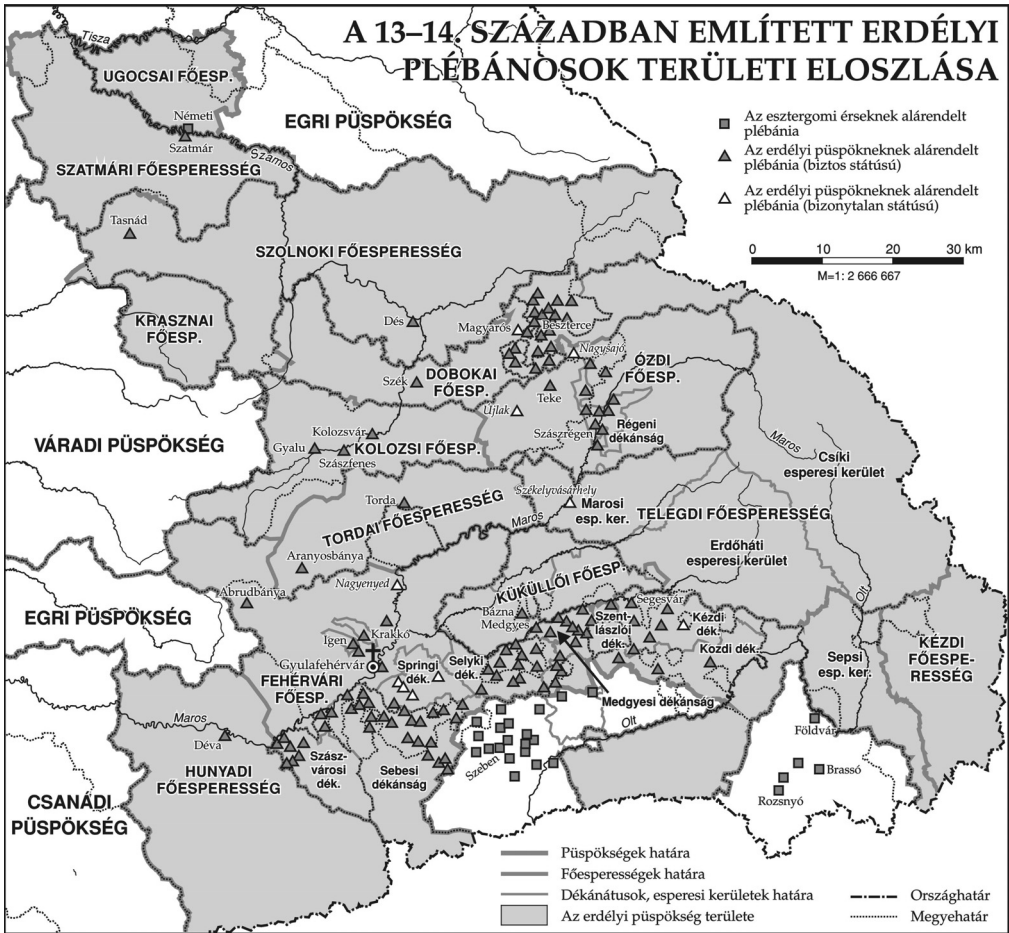 A 13–14. SZÁZADBAN EMLÍTETT ERDÉLYI
PLÉBÁNOSOK TERÜLETI ELOSZLÁSA
Az esztergomi érseknek alárendelt
plébánia
Az erdélyi püspökneknek alárendelt
plébánia (biztos státúsú)
Az erdélyi püspökneknek alárendelt
plébánia (bizonytalan státúsú)
0 10 20 30 km
M=1: 2 666 667
Tisza
UGOCSAI FŐESP.
Németi
Szatmár
EGRI PÜSPÖKSÉG
Szamos
SZATMÁRI FŐESPERESSÉG
Tasnád
SZOLNOKI FŐESPERESSÉG
KRASZNAI
FŐESP.
Dés
Magyarós
Beszterce
Nagysajó
ÓZDI
FŐESP.
Szék
DOBOKAI
FŐESP.
Teke
Ujlak
VÁRADI PÜSPÖKSÉG
Kolozsvár
Gyalu
Szászfenes
KOLOZSI FŐESP.
Szászrégen
Régeni
dékánság
Maros
Csíki
esperesi kerület
Torda
TORDAI FŐESPERESSÉG
Székelyvásárhely
Maros
Marosi
esp. ker.
TELEGDI FŐESPERESSÉG
Erdőháti
esperesi kerület
Aranyosbánya
Nagyenyed
KÜKÜLLŐI FŐESP.
EGRI PÜSPÖKSÉG
Abrudbánya
Olt
Bázna
Medgyes
Segesvár
Szent-
lászlói
dék.
Kézdi
dék.
Kozdi dék.
Igen
Krakkó
Gyulafehérvár
FEHÉRVÁRI
FŐESP.
Springi
dék.
Selyki
dék.
Sepsi
esp. ker.
KÉZDI
FŐESPE-
RESSÉG
Medgyesi dékánság
Olt
Maros
Déva
HUNYADI
FŐESPERESSÉG
Szász-
városi
dék.
Sebesi
dékánság
Szeben
Földvár
Brassó
Rozsnyó
CSANÁDI
PÜSPÖKSÉG
Püspökségek határa
Főesperességek határa
Dékánátusok, esperesi kerületek határa
Az erdélyi püspökség területe
Országhatár
Megyehatár